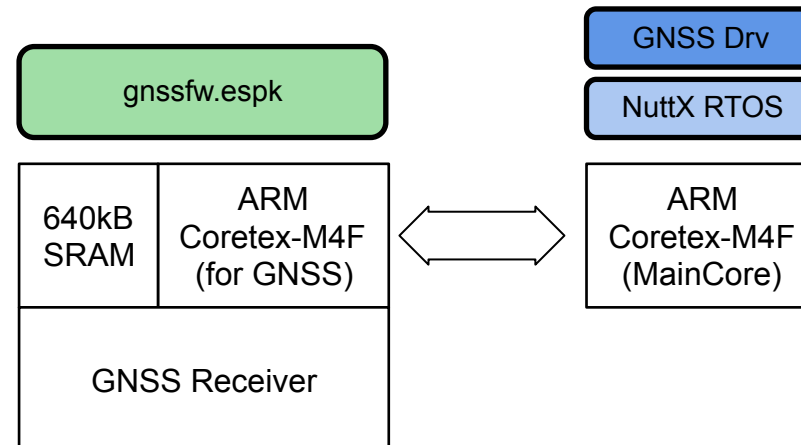 GNSS Drv
gnssfw.espk
NuttX RTOS
640kB
SRAM
ARM
Coretex-M4F
(for GNSS)
ARM
Coretex-M4F
(MainCore)
GNSS Receiver